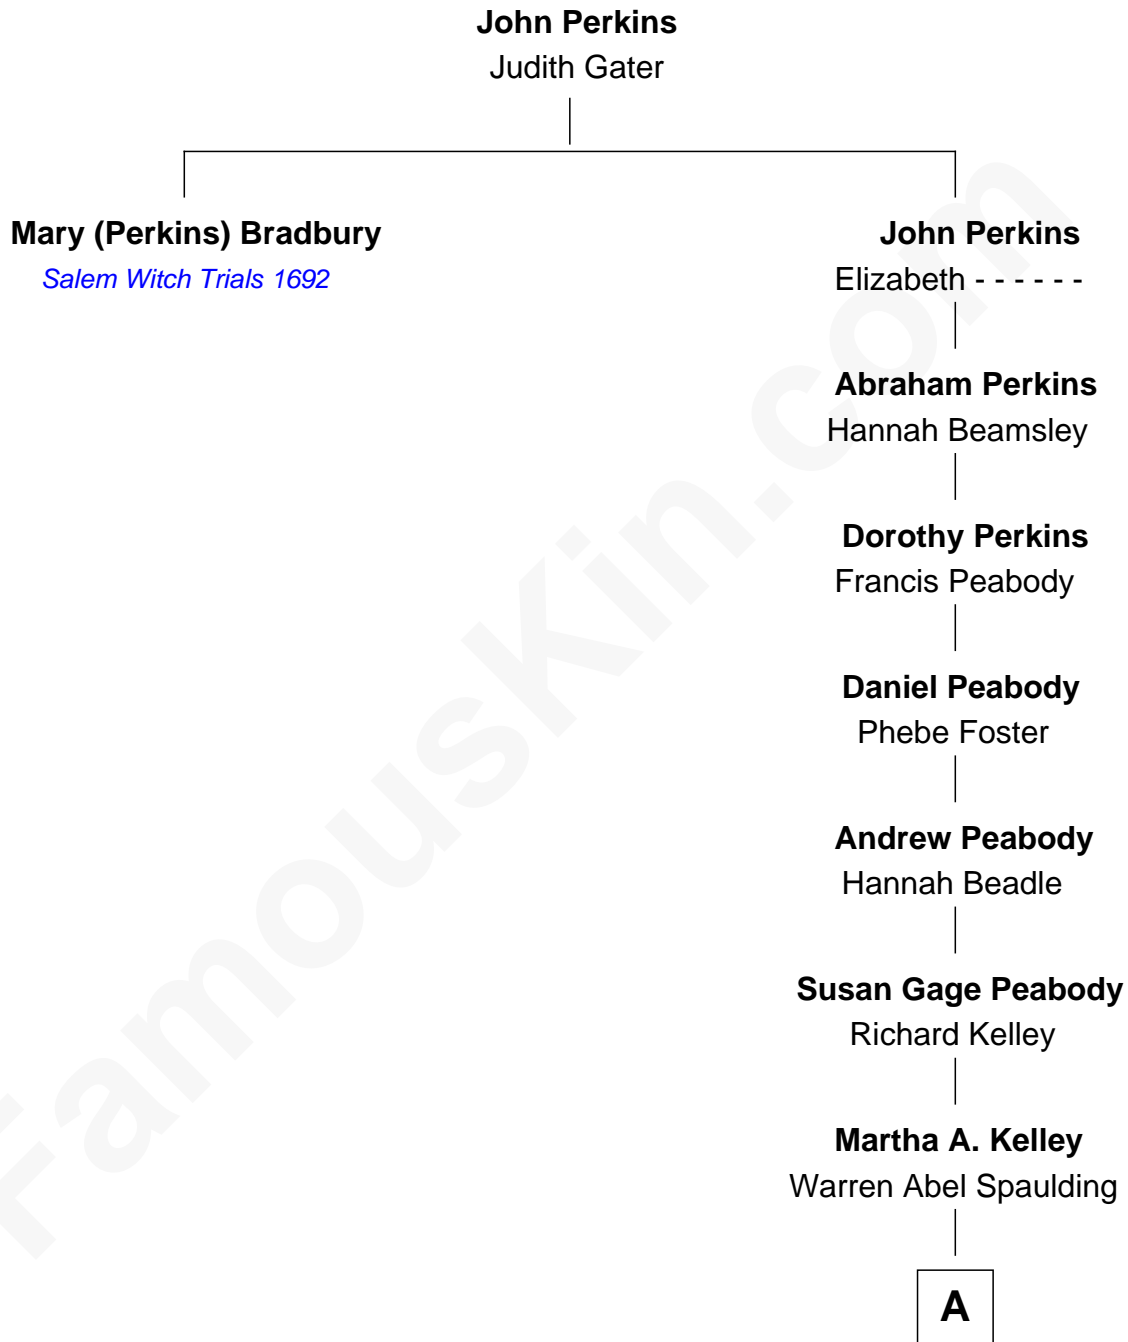 John Perkins
Judith Gater
Mary (Perkins) Bradbury
Salem Witch Trials 1692
John Perkins
Elizabeth - - - - - -
Abraham Perkins
Hannah Beamsley
Dorothy Perkins
Francis Peabody
Daniel Peabody
Phebe Foster
Andrew Peabody
Hannah Beadle
Susan Gage Peabody
Richard Kelley
Martha A. Kelley
Warren Abel Spaulding
A
FamousKin.com